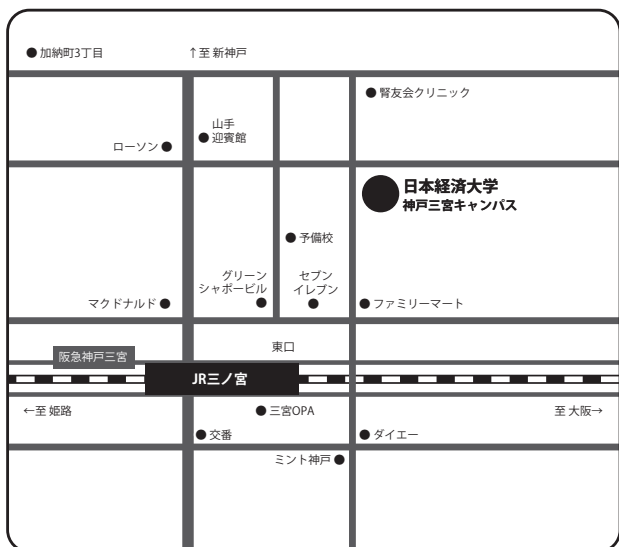 加納町3丁目
↑至 新神戸
腎友会クリニック
山手
迎賓館
ローソン
日本経済大学
神戸三宮キャンパス
予備校
グリーン
シャポービル
セブン
イレブン
マクドナルド
ファミリーマート
東口
阪急神戸三宮
JR三ノ宮
←至 姫路
三宮OPA
至 大阪→
交番
ダイエー
ミント神戸